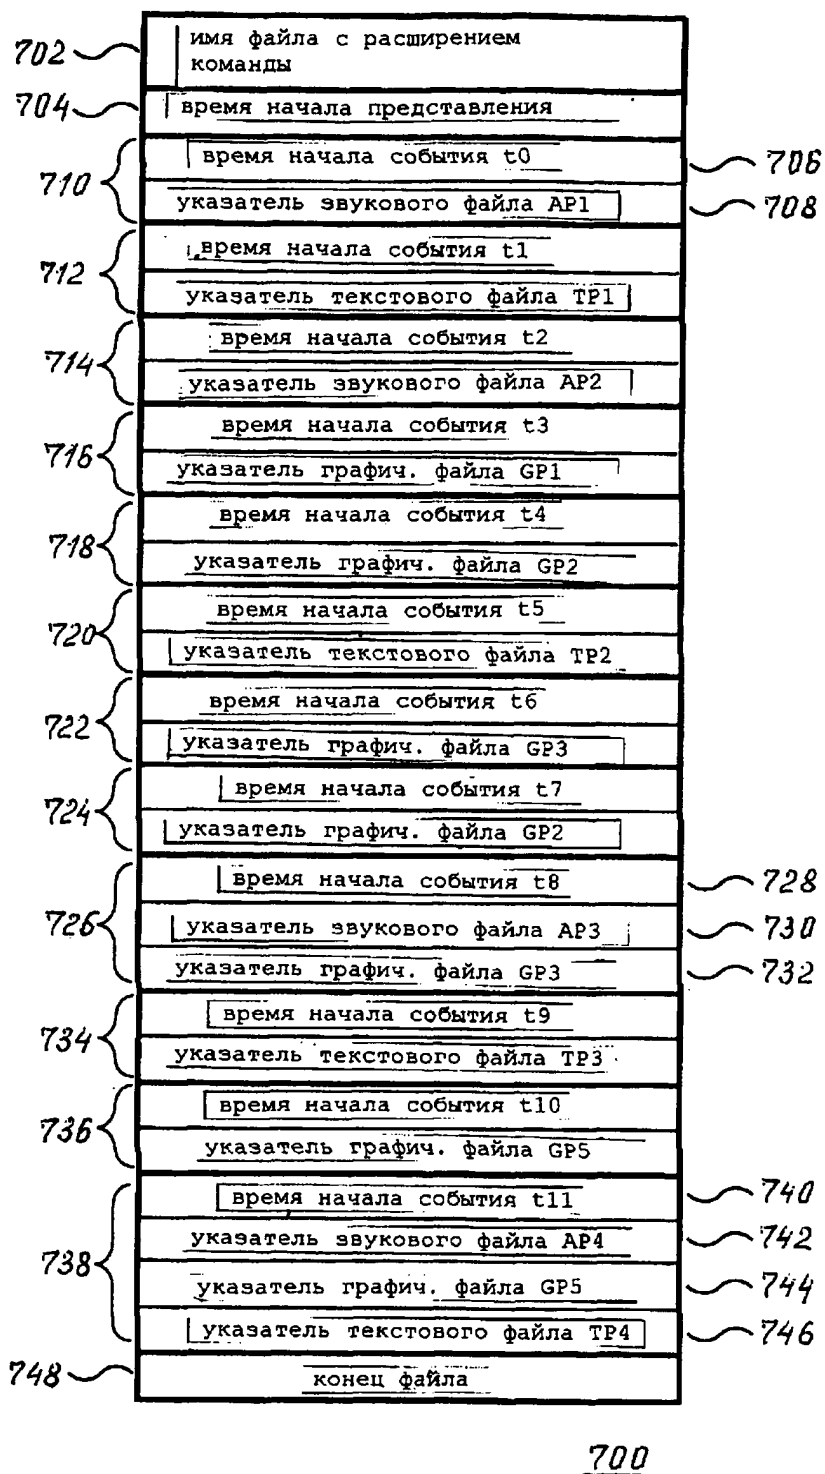 702
имя файла с расширением
команды
704
время начала представления
710
время начала события t0
706
указатель звукового файла AP1
708
712
время начала события t1
указатель текстового файла TP1
714
время начала события t2
указатель звукового файла AP2
716
время начала события t3
указатель графич. файла GP1
718
время начала события t4
указатель графич. файла GP2
720
время начала события t5
указатель текстового файла TP2
722
время начала события t6
указатель графич. файла GP3
724
время начала события t7
указатель графич. файла GP2
726
время начала события t8
728
указатель звукового файла AP3
730
указатель графич. файла GP3
732
734
время начала события t9
указатель текстового файла TP3
736
время начала события t10
указатель графич. файла GP5
738
время начала события t11
740
указатель звукового файла AP4
742
указатель графич. файла GP5
744
указатель текстового файла TP4
746
748
конец файла
700